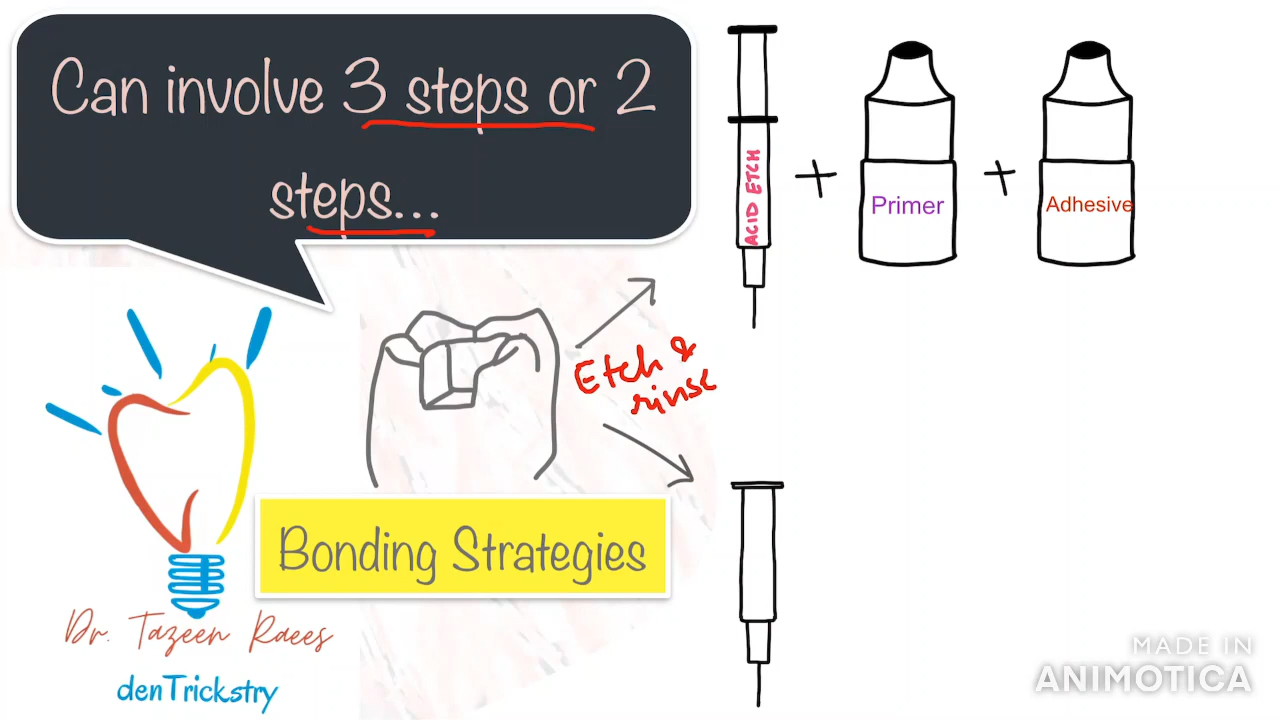 Can involve 3 steps or 2
steps...
ACID ETCH
+
Primer
+
Adhesive
Etch &
rinse
Bonding Strategies
Dr. Tazeen Raees
denTrickstry
MADE IN
ANIMOTICA